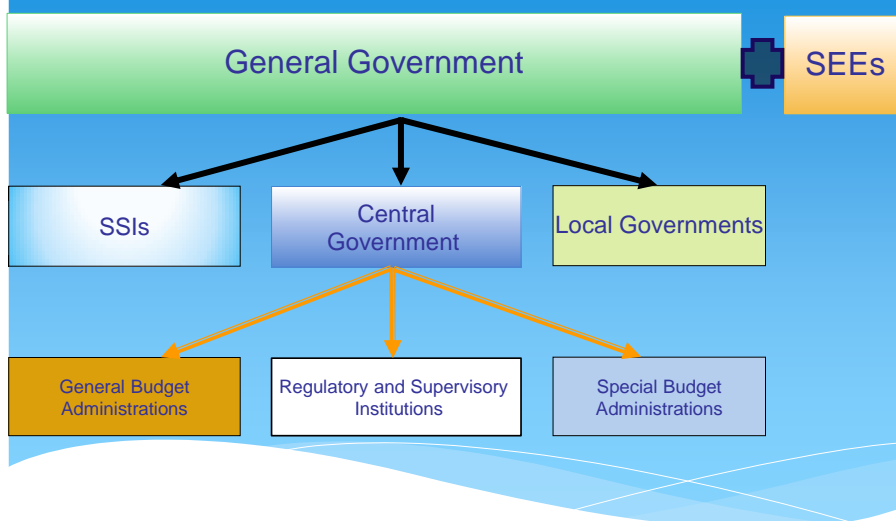 General Government
SEEs
SSIs
Central
Government
Local Governments
General Budget
Administrations
Regulatory and Supervisory
Institutions
Special Budget
Administrations